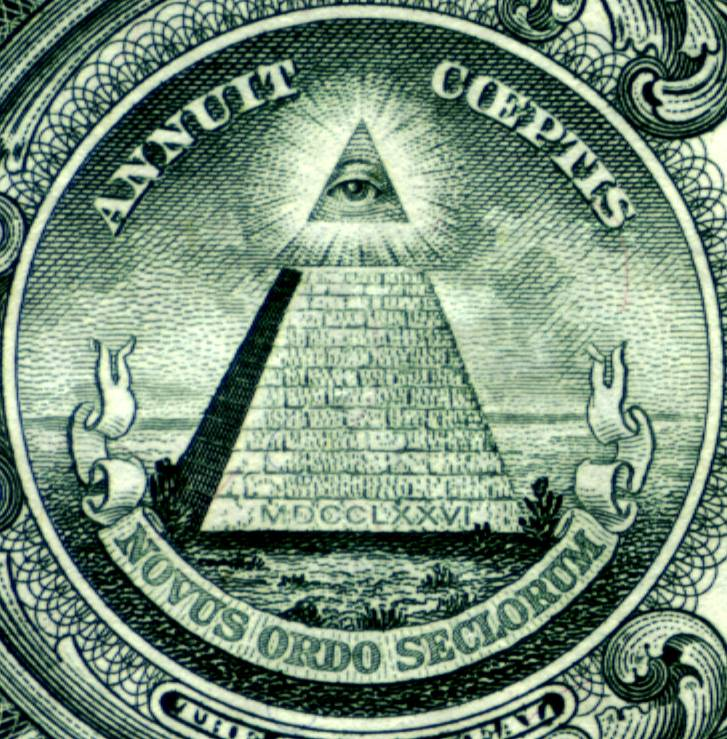 ANNUIT CŒPTIS
MDCCLXXVI
NOVUS ORDO SECLORUM